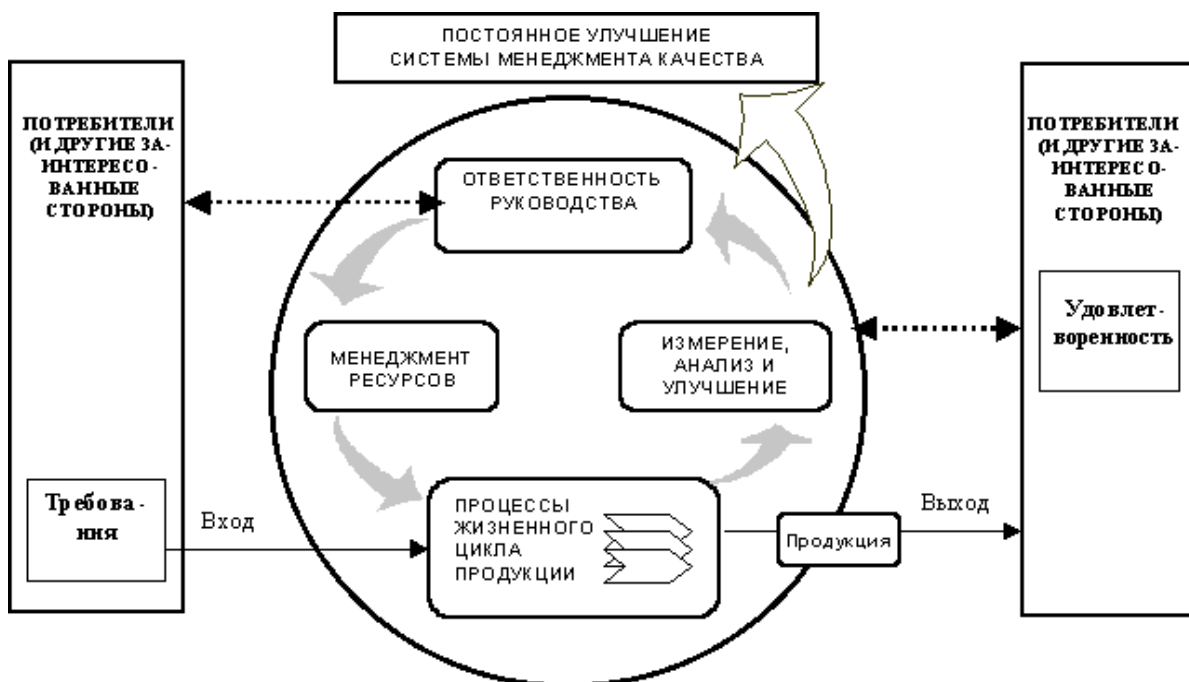 ПОСТОЯННОЕ УЛУЧШЕНИЕ
СИСТЕМЫ МЕНЕДЖМЕНТА КАЧЕСТВА
ПОТРЕБИТЕЛИ
(И ДРУГИЕ ЗА-
ИНТЕРЕСО-
ВАННЫЕ
СТОРОНЫ)
ОТВЕТСТВЕННОСТЬ
РУКОВОДСТВА
ПОТРЕБИТЕЛИ
(И ДРУГИЕ ЗА-
ИНТЕРЕСО-
ВАННЫЕ
СТОРОНЫ)
МЕНЕДЖМЕНТ
РЕСУРСОВ
ИЗМЕРЕНИЕ,
АНАЛИЗ И
УЛУЧШЕНИЕ
Удовлет-
воренность
Требова-
ния
Вход
ПРОЦЕССЫ
ЖИЗНЕННОГО
ЦИКЛА
ПРОДУКЦИИ
Продукция
Выход